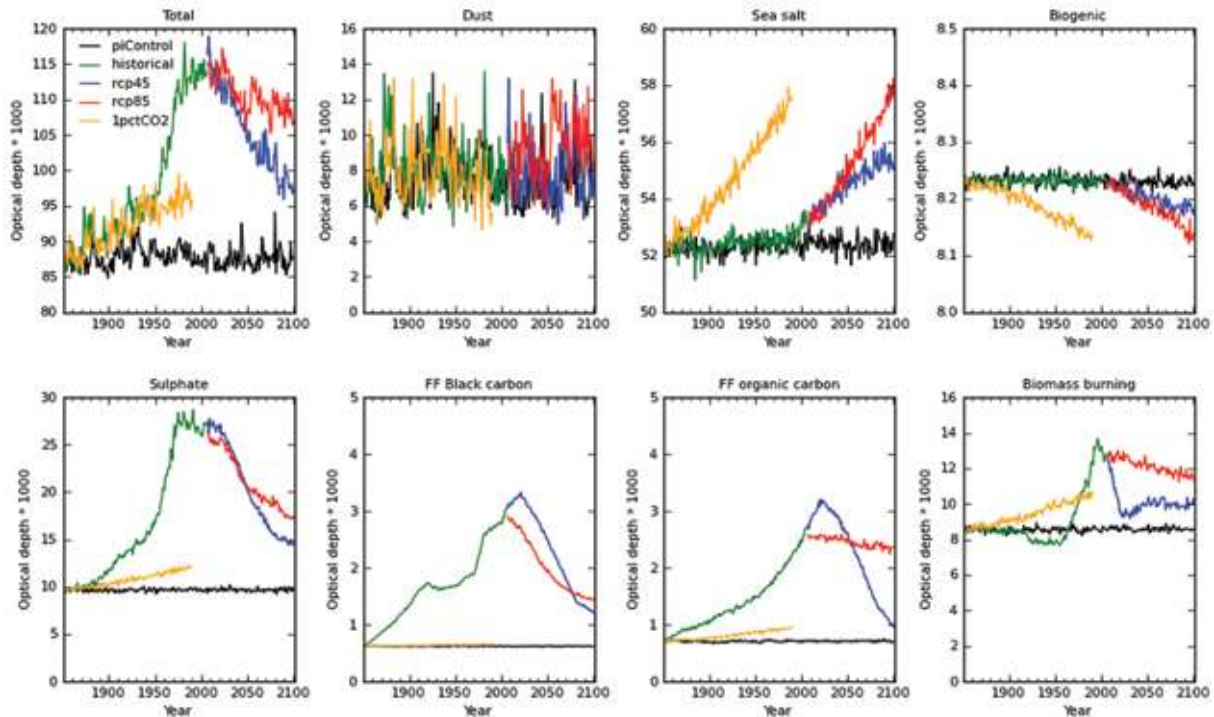 Total
Optical depth * 1000
120
115
110
105
100
95
90
85
80
piControl
historical
rcp45
rcp85
1pctCO2
1900 1950 2000 2050 2100
Year
Dust
Optical depth * 1000
16
14
12
10
8
6
4
2
0
1900 1950 2000 2050 2100
Year
Sea salt
Optical depth * 1000
60
58
56
54
52
50
1900 1950 2000 2050 2100
Year
Biogenic
Optical depth * 1000
8.5
8.4
8.3
8.2
8.1
8.0
1900 1950 2000 2050 2100
Year
Sulphate
Optical depth * 1000
30
25
20
15
10
5
0
1900 1950 2000 2050 2100
Year
FF Black carbon
Optical depth * 1000
5
4
3
2
1
0
1900 1950 2000 2050 2100
Year
FF organic carbon
Optical depth * 1000
5
4
3
2
1
0
1900 1950 2000 2050 2100
Year
Biomass burning
Optical depth * 1000
16
14
12
10
8
6
4
2
0
1900 1950 2000 2050 2100
Year